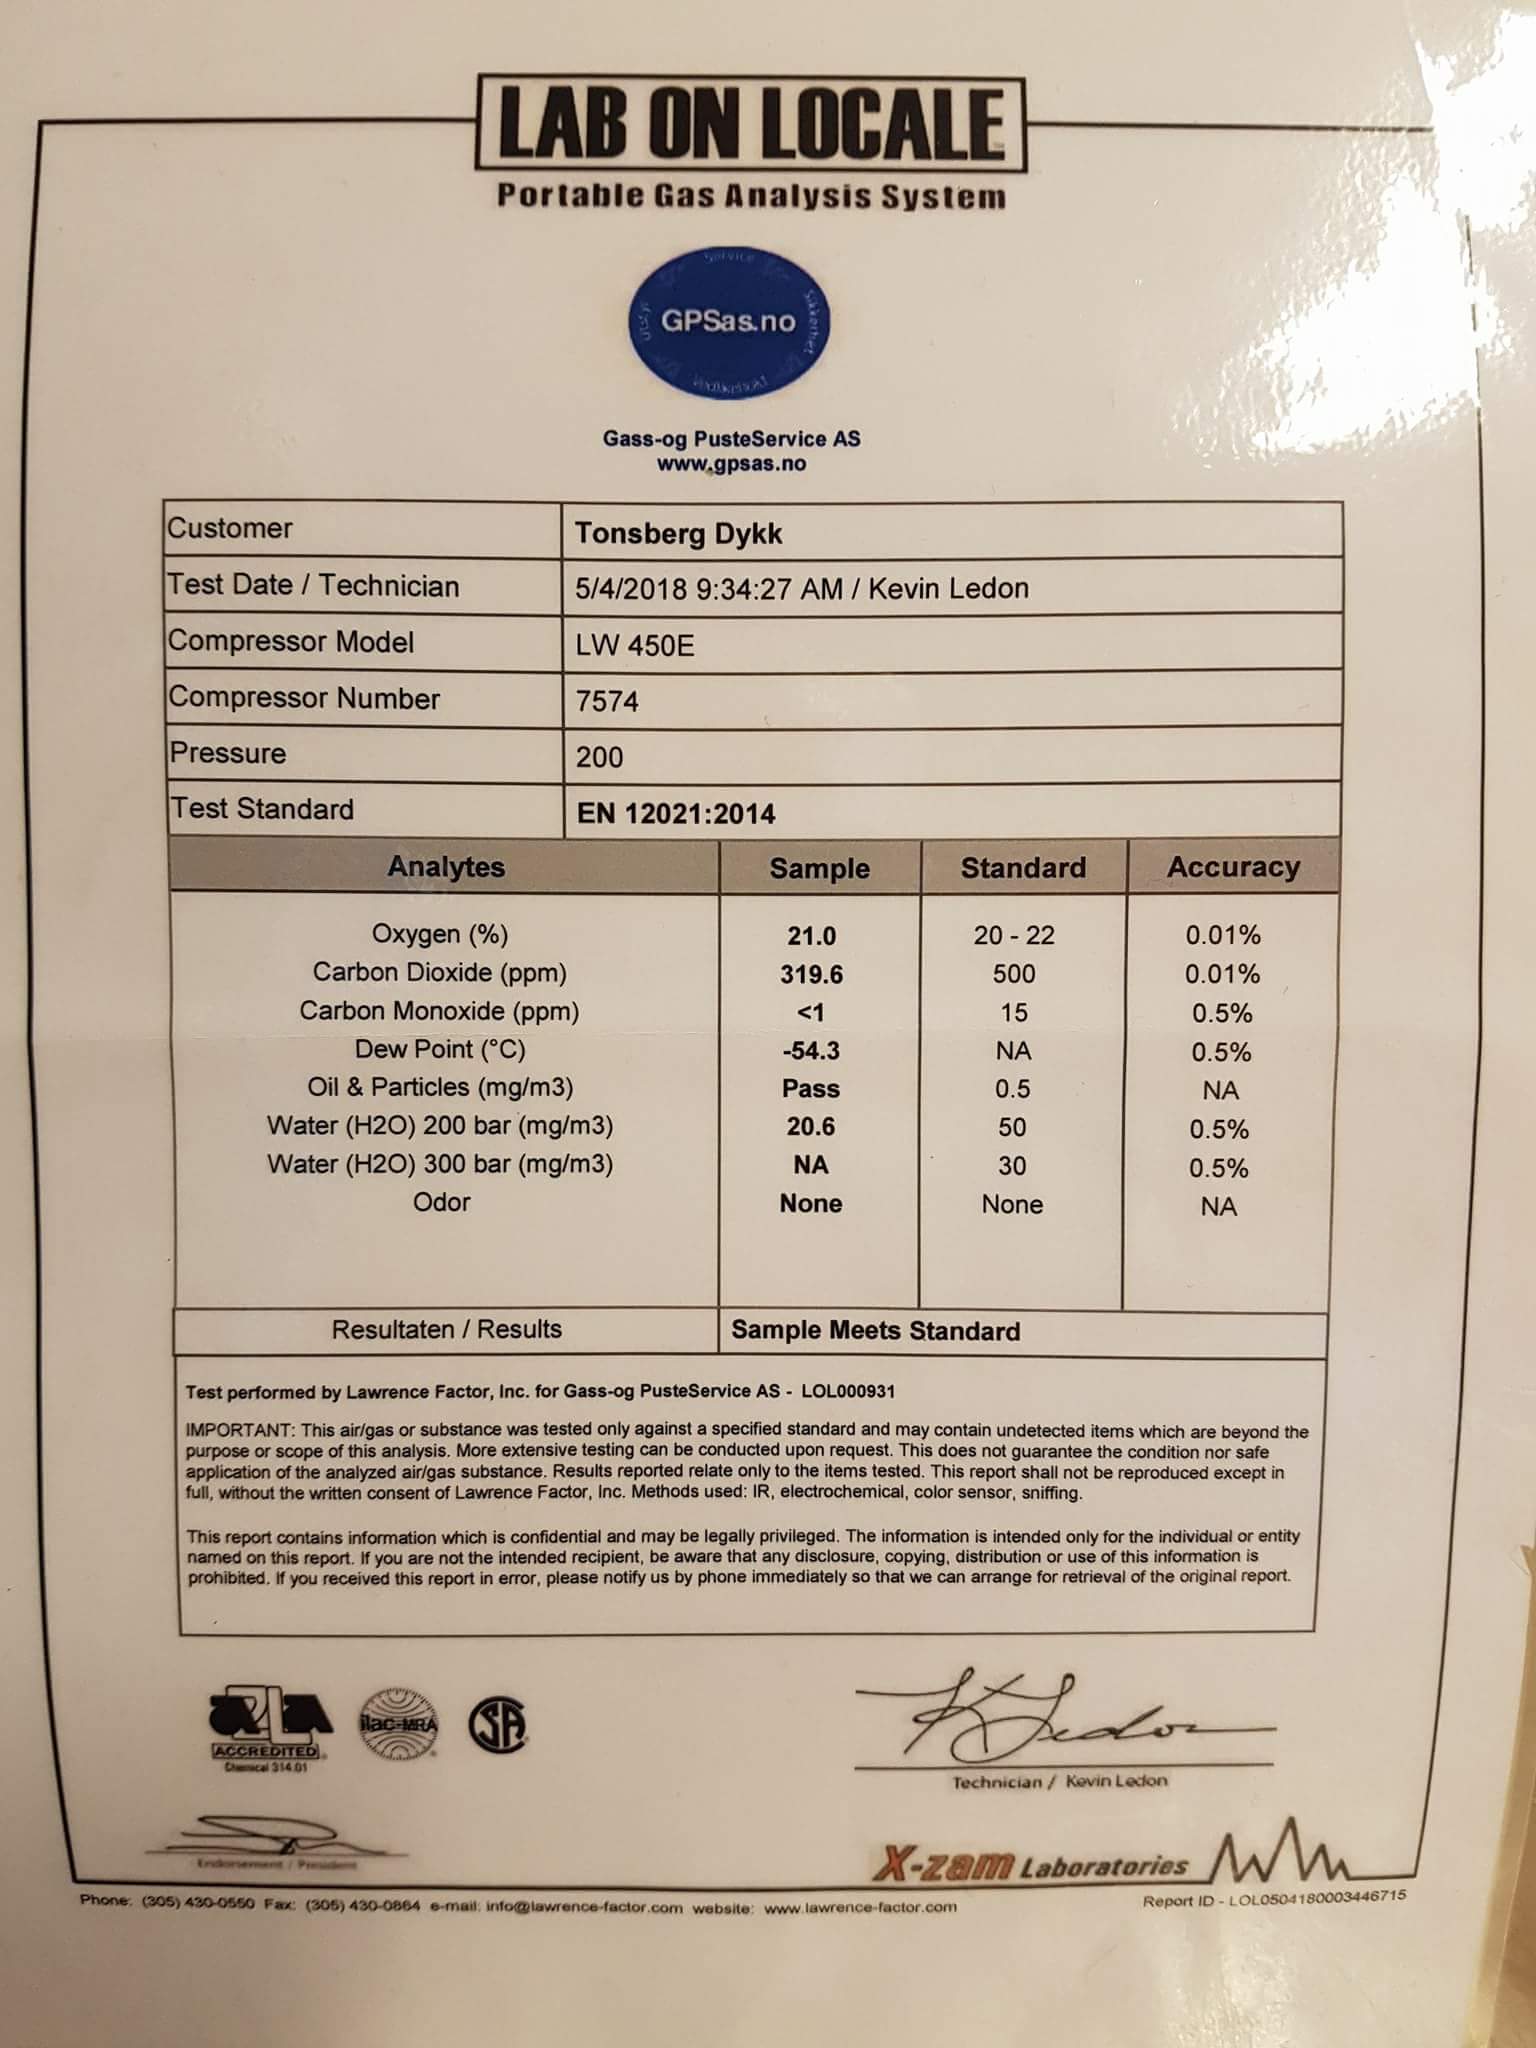 LAB ON LOCALE
Portable Gas Analysis System
Service
Sikkerhet
GPSas.no
Gass-og PusteService AS
www.gpsas.no
Customer Tonsberg Dykk
Test Date / Technician 5/4/2018 9:34:27 AM / Kevin Ledon
Compressor Model LW 450E
Compressor Number 7574
Pressure 200
Test Standard EN 12021:2014
Analytes Sample Standard Accuracy
Oxygen (%) 21.0 20 - 22 0.01%
Carbon Dioxide (ppm) 319.6 500 0.01%
Carbon Monoxide (ppm) <1 15 0.5%
Dew Point (°C) -54.3 NA 0.5%
Oil & Particles (mg/m3) Pass 0.5 NA
Water (H2O) 200 bar (mg/m3) 20.6 50 0.5%
Water (H2O) 300 bar (mg/m3) NA 30 0.5%
Odor None None NA
Resultaten / Results Sample Meets Standard
Test performed by Lawrence Factor, Inc. for Gass-og PusteService AS - LOL000931
IMPORTANT: This air/gas or substance was tested only against a specified standard and may contain undetected items which are beyond the
purpose or scope of this analysis. More extensive testing can be conducted upon request. This does not guarantee the condition nor safe
application of the analyzed air/gas substance. Results reported relate only to the items tested. This report shall not be reproduced except in
full, without the written consent of Lawrence Factor, Inc. Methods used: IR, electrochemical, color sensor, sniffing.
This report contains information which is confidential and may be legally privileged. The information is intended only for the individual or entity
named on this report. If you are not the intended recipient, be aware that any disclosure, copying, distribution or use of this information is
prohibited. If you received this report in error, please notify us by phone immediately so that we can arrange for retrieval of the original report.
A2LA
ACCREDITED
Chemical 314.01
ilac-MRA
SA
K Ledon
Technician / Kevin Ledon
Endorsement / President
X-zam Laboratories
Phone: (305) 430-0550 Fax: (305) 430-0864 e-mail: info@lawrence-factor.com website: www.lawrence-factor.com
Report ID - LOL0504180003446715